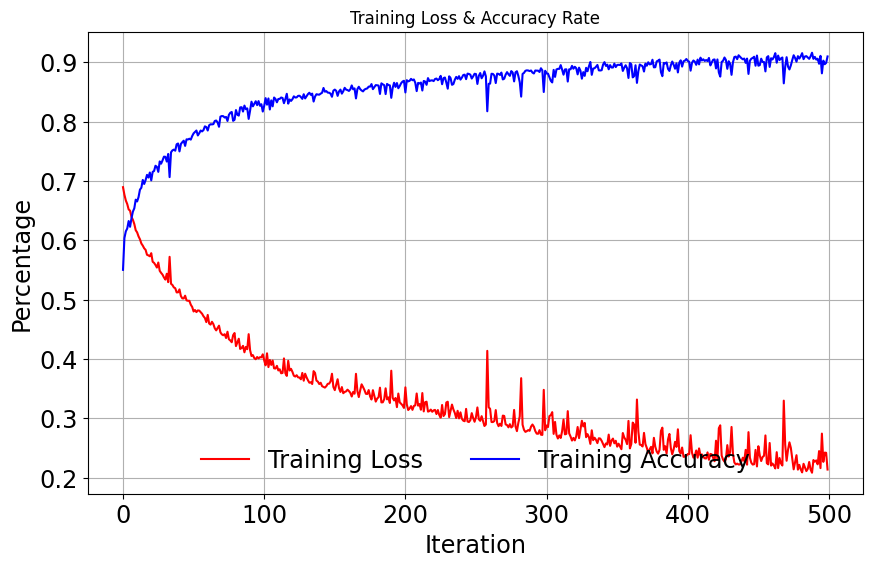 Training Loss & Accuracy Rate
0.9
0.8
0.7
0.6
0.5
0.4
0.3
0.2
Percentage
Training Loss
Training Accuracy
0
100
200
300
400
500
Iteration